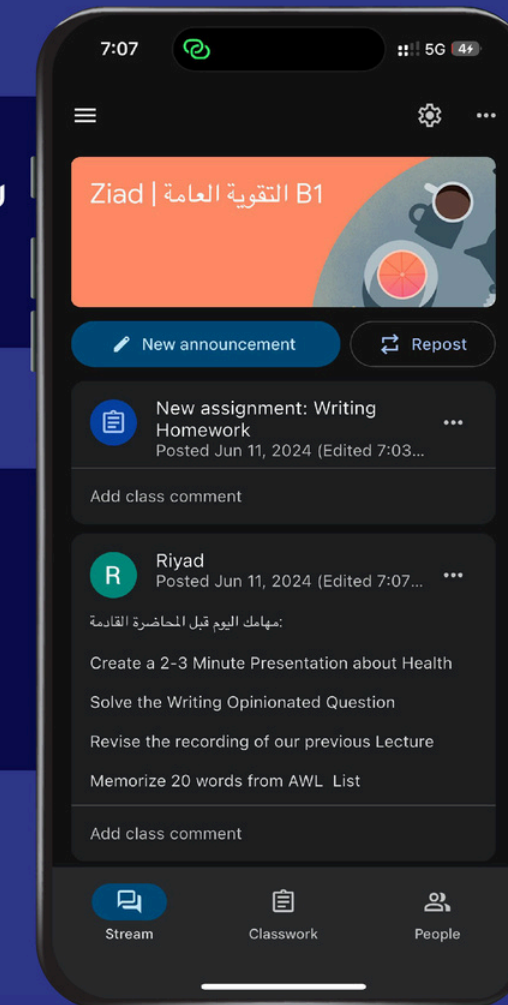 7:07
5G 4
Ziad | التقوية العامة B1
New announcement
Repost
New assignment: Writing
Homework
Posted Jun 11, 2024 (Edited 7:03...
Add class comment
R
Riyad
Posted Jun 11, 2024 (Edited 7:07...
مهامك اليوم قبل المحاضرة القادمة:
Create a 2-3 Minute Presentation about Health
Solve the Writing Opinionated Question
Revise the recording of our previous Lecture
Memorize 20 words from AWL List
Add class comment
Stream
Classwork
People